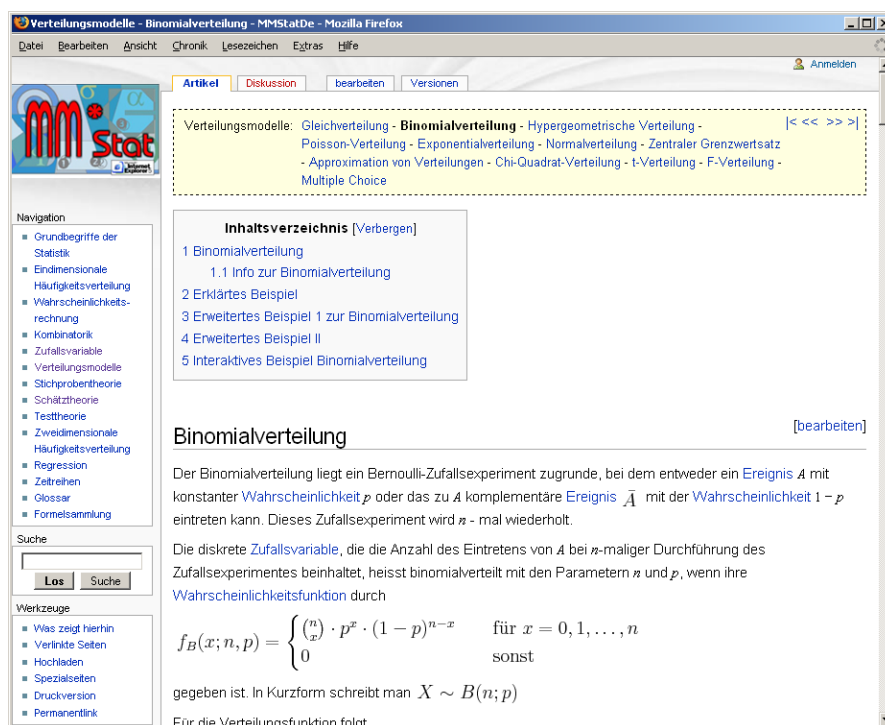 Verteilungsmodelle - Binomialverteilung - MMStatDe - Mozilla Firefox
Datei Bearbeiten Ansicht Chronik Lesezeichen Extras Hilfe
Anmelden
Artikel Diskussion bearbeiten Versionen
MM*Stat
Internet Explorer
Verteilungsmodelle: Gleichverteilung - Binomialverteilung - Hypergeometrische Verteilung -
Poisson-Verteilung - Exponentialverteilung - Normalverteilung - Zentraler Grenzwertsatz
- Approximation von Verteilungen - Chi-Quadrat-Verteilung - t-Verteilung - F-Verteilung -
Multiple Choice
|< << >> >|
Navigation
Grundbegriffe der
Statistik
Eindimensionale
Häufigkeitsverteilung
Wahrscheinlichkeits-
rechnung
Kombinatorik
Zufallsvariable
Verteilungsmodelle
Stichprobentheorie
Schätztheorie
Testtheorie
Zweidimensionale
Häufigkeitsverteilung
Regression
Zeitreihen
Glossar
Formelsammlung
Suche
Los Suche
Werkzeuge
Was zeigt hierhin
Verlinkte Seiten
Hochladen
Spezialseiten
Druckversion
Permanentlink
Inhaltsverzeichnis [Verbergen]
1 Binomialverteilung
1.1 Info zur Binomialverteilung
2 Erklärtes Beispiel
3 Erweitertes Beispiel 1 zur Binomialverteilung
4 Erweitertes Beispiel II
5 Interaktives Beispiel Binomialverteilung
Binomialverteilung [bearbeiten]
Der Binomialverteilung liegt ein Bernoulli-Zufallsexperiment zugrunde, bei dem entweder ein Ereignis A mit
konstanter Wahrscheinlichkeit p oder das zu A komplementäre Ereignis Ā mit der Wahrscheinlichkeit 1 − p
eintreten kann. Dieses Zufallsexperiment wird n - mal wiederholt.
Die diskrete Zufallsvariable, die die Anzahl des Eintretens von A bei n-maliger Durchführung des
Zufallsexperimentes beinhaltet, heisst binomialverteilt mit den Parametern n und p, wenn ihre
Wahrscheinlichkeitsfunktion durch
f_B(x; n, p) = { (n x) · p^x · (1 − p)^{n−x} für x = 0, 1, . . . , n
0 sonst
gegeben ist. In Kurzform schreibt man X ∼ B(n; p)
Für die Verteilungsfunktion folgt